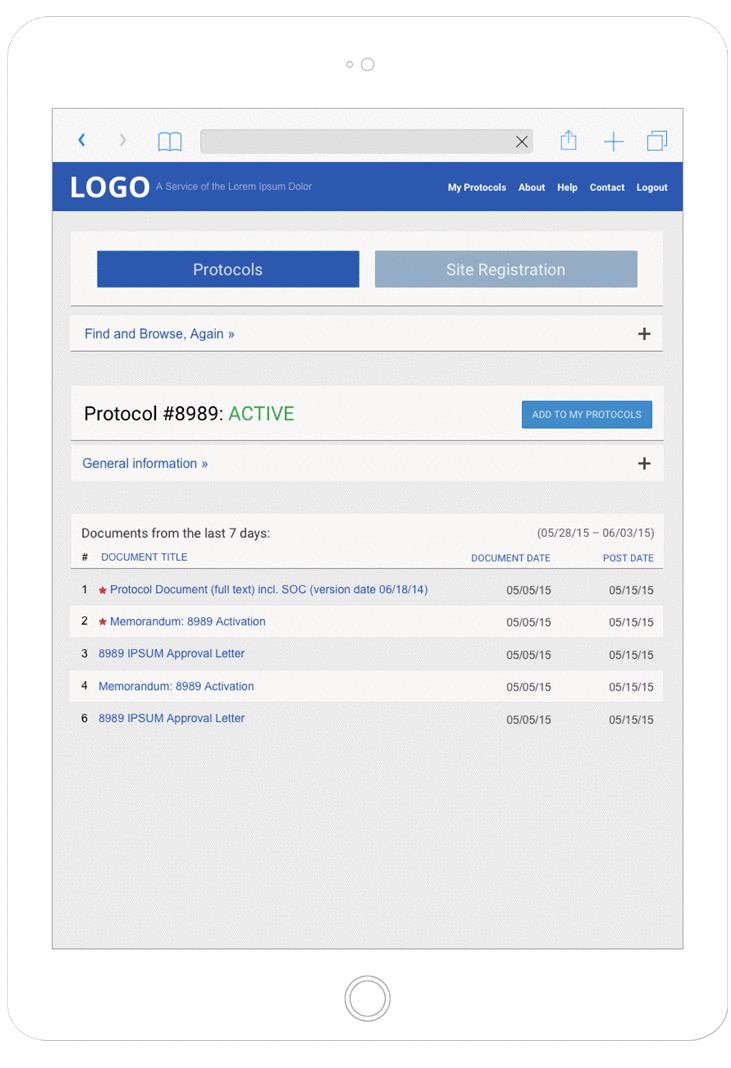 LOGO A Service of the Lorem Ipsum Dolor My Protocols About Help Contact Logout
Protocols Site Registration
Find and Browse, Again »
Protocol #8989: ACTIVE ADD TO MY PROTOCOLS
General information »
Documents from the last 7 days: (05/28/15 – 06/03/15)
# DOCUMENT TITLE DOCUMENT DATE POST DATE
1 Protocol Document (full text) incl. SOC (version date 06/18/14) 05/05/15 05/15/15
2 Memorandum: 8989 Activation 05/05/15 05/15/15
3 8989 IPSUM Approval Letter 05/05/15 05/15/15
4 Memorandum: 8989 Activation 05/05/15 05/15/15
6 8989 IPSUM Approval Letter 05/05/15 05/15/15